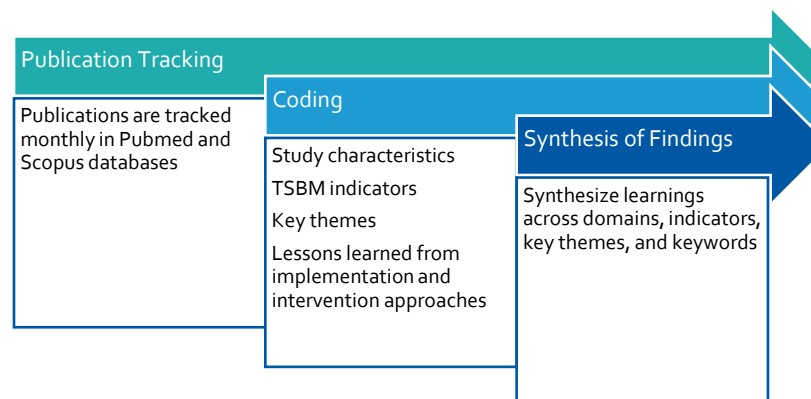 Publication Tracking
Publications are tracked
monthly in Pubmed and
Scopus databases
Coding
Study characteristics
TSBM indicators
Key themes
Lessons learned from
implementation and
intervention approaches
Synthesis of Findings
Synthesize learnings
across domains, indicators,
key themes, and keywords